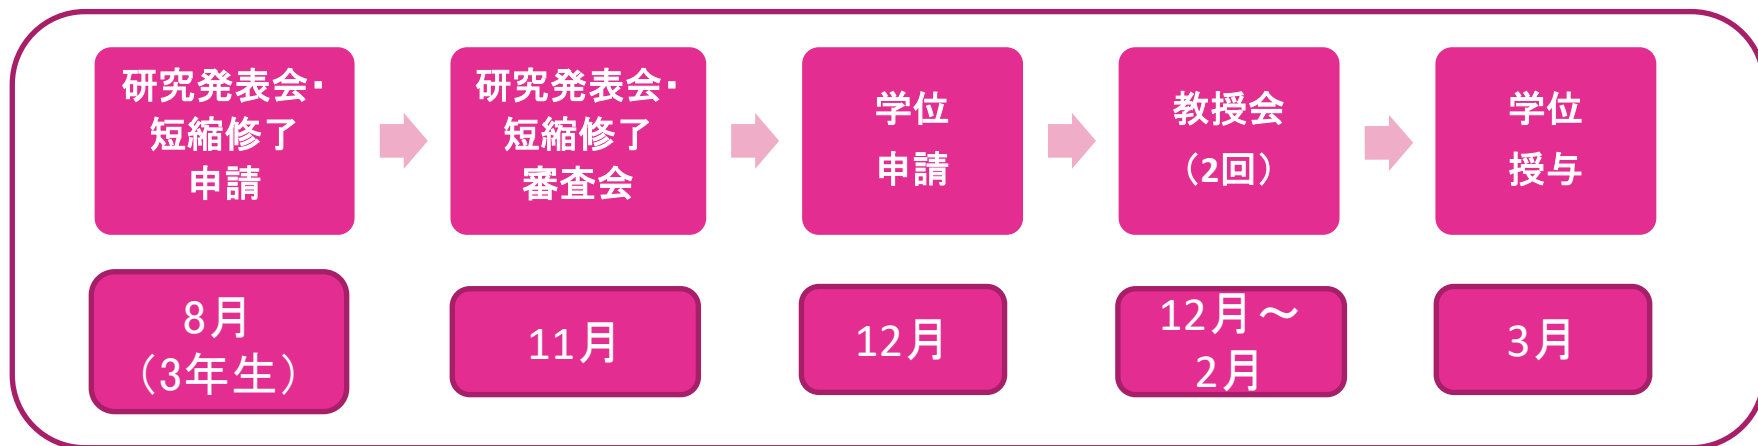 研究発表会・
短縮修了
申請
研究発表会・
短縮修了
審査会
学位
申請
教授会
（2回）
学位
授与
8月
（3年生）
11月
12月
12月～
2月
3月